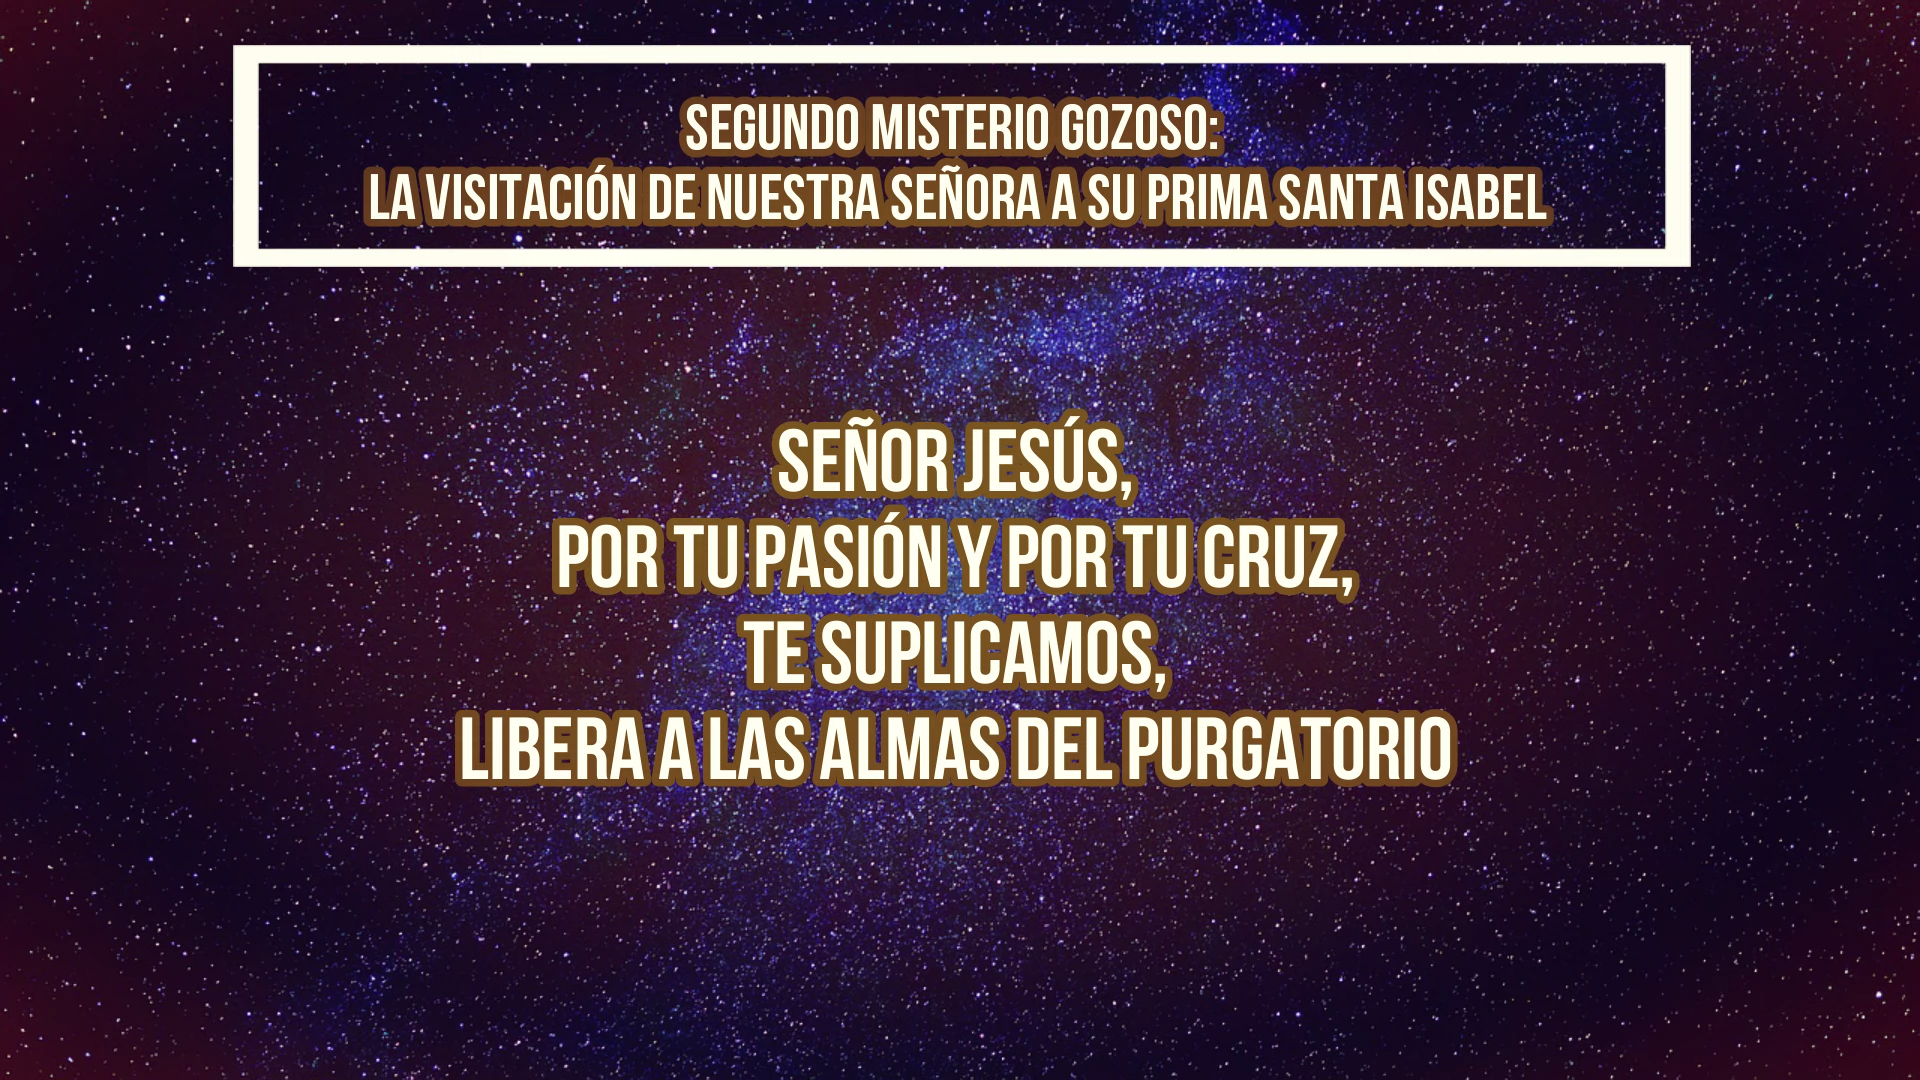 SEGUNDO MISTERIO GOZOSO:
LA VISITACIÓN DE NUESTRA SEÑORA A SU PRIMA SANTA ISABEL
SEÑOR JESÚS,
POR TU PASIÓN Y POR TU CRUZ,
TE SUPLICAMOS,
LIBERA A LAS ALMAS DEL PURGATORIO